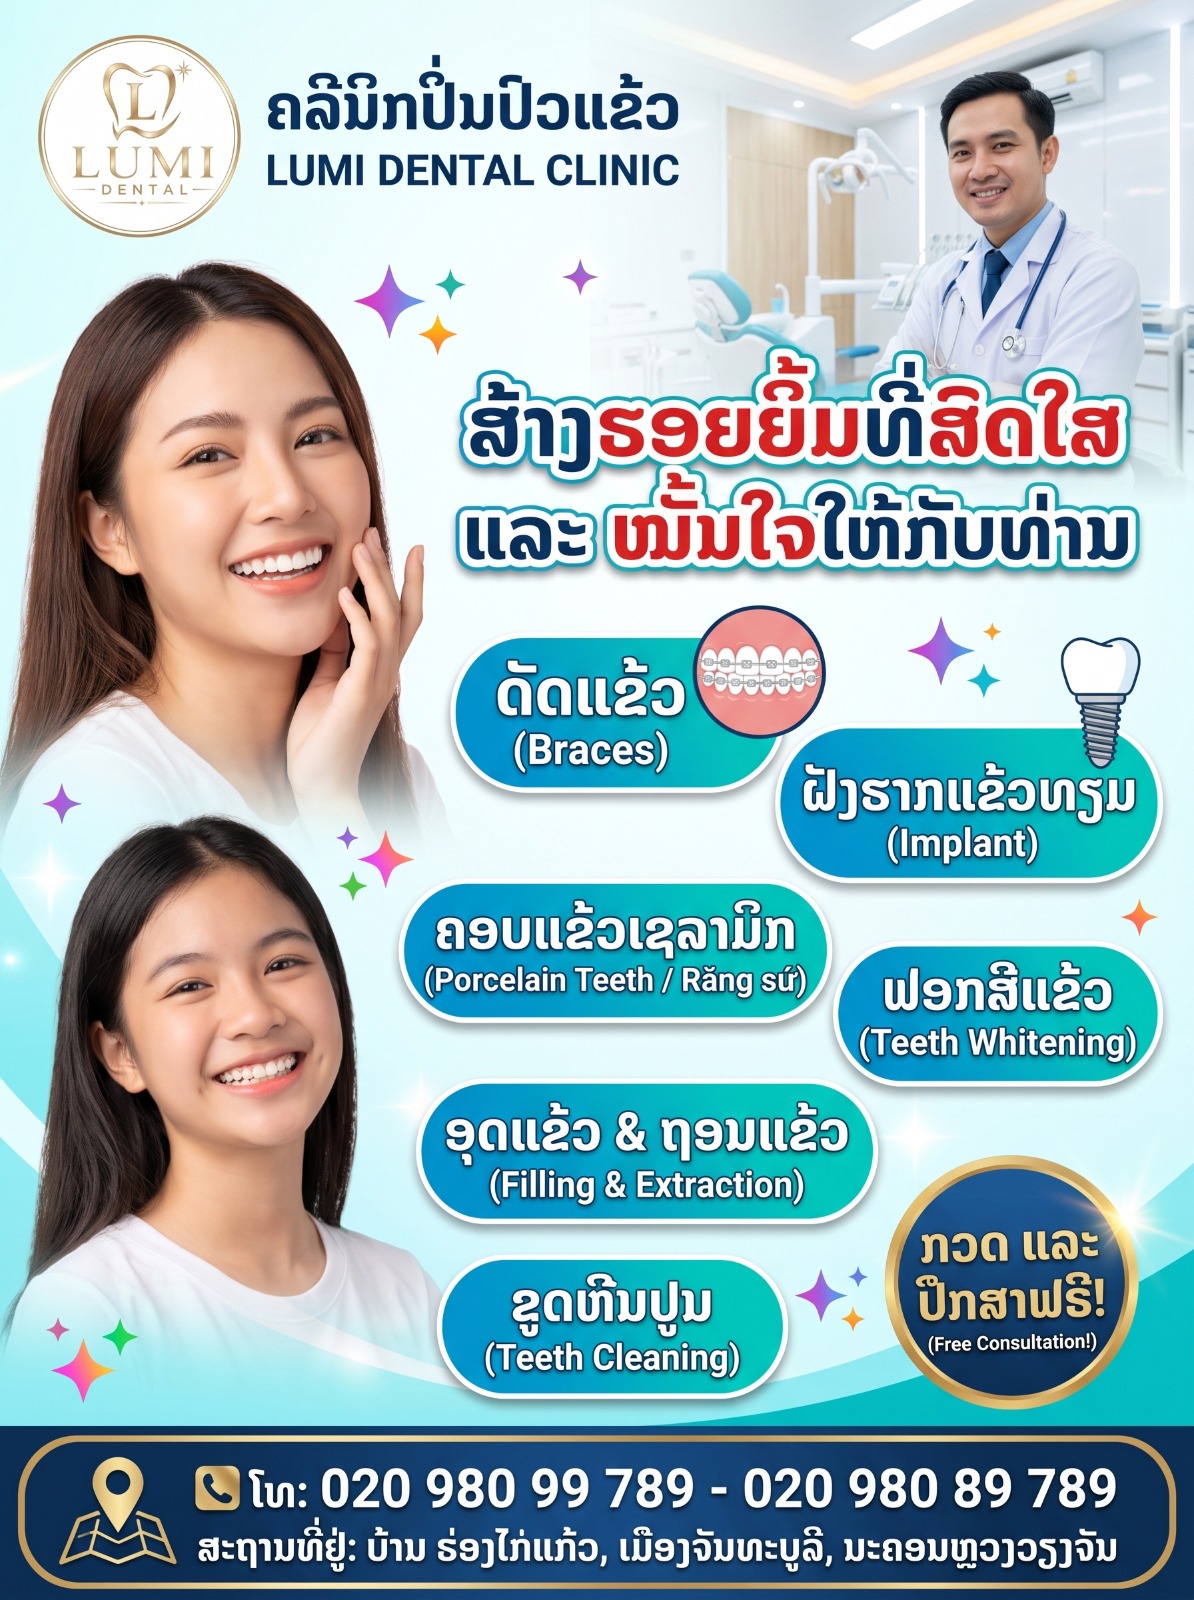 L
LUMI
DENTAL
ຄລີນິກປິ່ນປົວແຂ້ວ
LUMI DENTAL CLINIC
ສ້າງຮອຍຍິ້ມທີ່ສົດໃສ
ແລະ ໝັ້ນໃຈໃຫ້ກັບທ່ານ
ດັດແຂ້ວ
(Braces)
ຝັງຮາກແຂ້ວທຽມ
(Implant)
ຄອບແຂ້ວເຊລາມິກ
(Porcelain Teeth / Răng sứ)
ຟອກສີແຂ້ວ
(Teeth Whitening)
ອຸດແຂ້ວ & ຖອນແຂ້ວ
(Filling & Extraction)
ຂູດຫີນປູນ
(Teeth Cleaning)
ກວດ ແລະ
ປຶກສາຟຣີ!
(Free Consultation!)
ໂທ: 020 980 99 789 - 020 980 89 789
ສະຖານທີ່ຢູ່: ບ້ານ ຮ່ອງໄກ່ແກ້ວ, ເມືອງຈັນທະບູລີ, ນະຄອນຫຼວງວຽງຈັນ